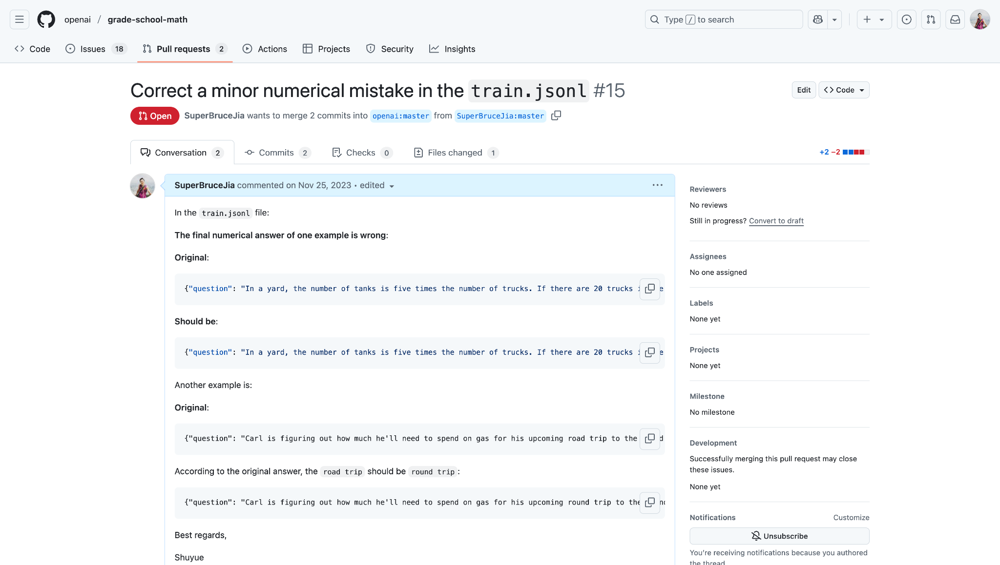 openai / grade-school-math
Type / to search
Code
Issues 18
Pull requests 2
Actions
Projects
Security
Insights
Correct a minor numerical mistake in the train.jsonl #15
Edit
<> Code
Open
SuperBruceJia wants to merge 2 commits into openai:master from SuperBruceJia:master
Conversation 2
Commits 2
Checks 0
Files changed 1
+2 −2
SuperBruceJia commented on Nov 25, 2023 • edited
In the train.jsonl file:
The final numerical answer of one example is wrong:
Original:
{"question": "In a yard, the number of tanks is five times the number of trucks. If there are 20 trucks
Should be:
{"question": "In a yard, the number of tanks is five times the number of trucks. If there are 20 trucks
Another example is:
Original:
{"question": "Carl is figuring out how much he'll need to spend on gas for his upcoming road trip to the
According to the original answer, the road trip should be round trip:
{"question": "Carl is figuring out how much he'll need to spend on gas for his upcoming round trip to the
Best regards,
Shuyue
Reviewers
No reviews
Still in progress? Convert to draft
Assignees
No one assigned
Labels
None yet
Projects
None yet
Milestone
No milestone
Development
Successfully merging this pull request may close
these issues.
None yet
Notifications
Customize
Unsubscribe
You're receiving notifications because you authored
the thread.